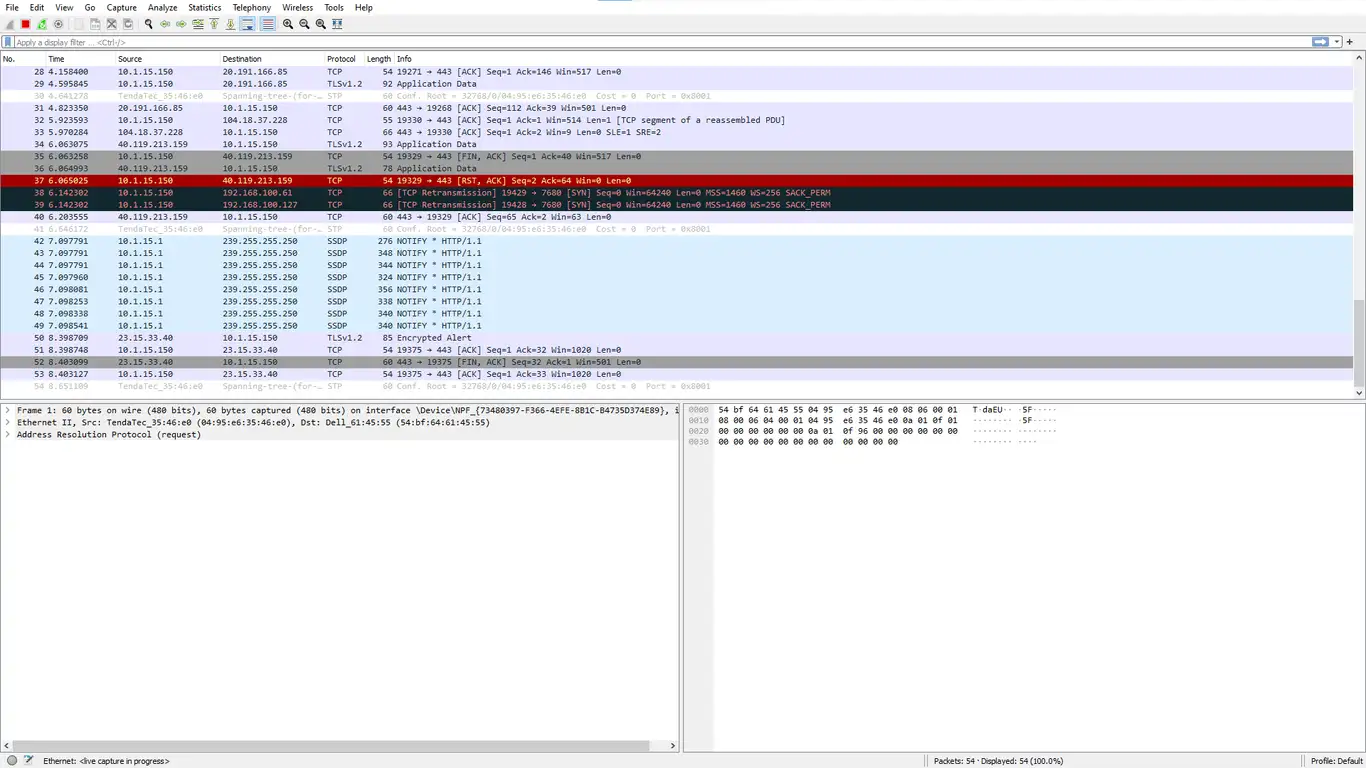 File Edit View Go Capture Analyze Statistics Telephony Wireless Tools Help
Apply a display filter ... <Ctrl-/>
No. Time Source Destination Protocol Length Info
28 4.158400 10.1.15.150 20.191.166.85 TCP 54 19271 → 443 [ACK] Seq=1 Ack=146 Win=517 Len=0
29 4.595845 10.1.15.150 20.191.166.85 TLSv1.2 92 Application Data
30 4.641278 TendaTec_35:46:e0 Spanning-tree-(for-… STP 60 Conf. Root = 32768/0/04:95:e6:35:46:e0 Cost = 0 Port = 0x8001
31 4.823350 20.191.166.85 10.1.15.150 TCP 60 443 → 19268 [ACK] Seq=112 Ack=39 Win=501 Len=0
32 5.923593 10.1.15.150 104.18.37.228 TCP 55 19330 → 443 [ACK] Seq=1 Ack=1 Win=514 Len=1 [TCP segment of a reassembled PDU]
33 5.970284 104.18.37.228 10.1.15.150 TCP 66 443 → 19330 [ACK] Seq=1 Ack=2 Win=9 Len=0 SLE=1 SRE=2
34 6.063075 40.119.213.159 10.1.15.150 TLSv1.2 93 Application Data
35 6.063258 10.1.15.150 40.119.213.159 TCP 54 19329 → 443 [FIN, ACK] Seq=1 Ack=40 Win=517 Len=0
36 6.064993 40.119.213.159 10.1.15.150 TLSv1.2 78 Application Data
37 6.065025 10.1.15.150 40.119.213.159 TCP 54 19329 → 443 [RST, ACK] Seq=2 Ack=64 Win=0 Len=0
38 6.142302 10.1.15.150 192.168.100.61 TCP 66 [TCP Retransmission] 19429 → 7680 [SYN] Seq=0 Win=64240 Len=0 MSS=1460 WS=256 SACK_PERM
39 6.142302 10.1.15.150 192.168.100.127 TCP 66 [TCP Retransmission] 19428 → 7680 [SYN] Seq=0 Win=64240 Len=0 MSS=1460 WS=256 SACK_PERM
40 6.203555 40.119.213.159 10.1.15.150 TCP 60 443 → 19329 [ACK] Seq=65 Ack=2 Win=63 Len=0
41 6.646172 TendaTec_35:46:e0 Spanning-tree-(for-… STP 60 Conf. Root = 32768/0/04:95:e6:35:46:e0 Cost = 0 Port = 0x8001
42 7.097791 10.1.15.1 239.255.255.250 SSDP 276 NOTIFY * HTTP/1.1
43 7.097791 10.1.15.1 239.255.255.250 SSDP 348 NOTIFY * HTTP/1.1
44 7.097791 10.1.15.1 239.255.255.250 SSDP 344 NOTIFY * HTTP/1.1
45 7.097960 10.1.15.1 239.255.255.250 SSDP 324 NOTIFY * HTTP/1.1
46 7.098081 10.1.15.1 239.255.255.250 SSDP 356 NOTIFY * HTTP/1.1
47 7.098253 10.1.15.1 239.255.255.250 SSDP 338 NOTIFY * HTTP/1.1
48 7.098338 10.1.15.1 239.255.255.250 SSDP 340 NOTIFY * HTTP/1.1
49 7.098541 10.1.15.1 239.255.255.250 SSDP 340 NOTIFY * HTTP/1.1
50 8.398709 23.15.33.40 10.1.15.150 TLSv1.2 85 Encrypted Alert
51 8.398748 10.1.15.150 23.15.33.40 TCP 54 19375 → 443 [ACK] Seq=1 Ack=32 Win=1020 Len=0
52 8.403099 23.15.33.40 10.1.15.150 TCP 60 443 → 19375 [FIN, ACK] Seq=32 Ack=1 Win=501 Len=0
53 8.403127 10.1.15.150 23.15.33.40 TCP 54 19375 → 443 [ACK] Seq=1 Ack=33 Win=1020 Len=0
54 8.651109 TendaTec_35:46:e0 Spanning-tree-(for-… STP 60 Conf. Root = 32768/0/04:95:e6:35:46:e0 Cost = 0 Port = 0x8001
Frame 1: 60 bytes on wire (480 bits), 60 bytes captured (480 bits) on interface \Device\NPF_{73480397-F366-4EFE-8B1C-B4735D374E89}, i
Ethernet II, Src: TendaTec_35:46:e0 (04:95:e6:35:46:e0), Dst: Dell_61:45:55 (54:bf:64:61:45:55)
Address Resolution Protocol (request)
0000 54 bf 64 61 45 55 04 95 e6 35 46 e0 08 06 00 01 T·daEU·· ·5F·····
0010 08 00 06 04 00 01 04 95 e6 35 46 e0 0a 01 0f 01 ········ ·5F·····
0020 00 00 00 00 00 00 0a 01 0f 96 00 00 00 00 00 00 ········ ········
0030 00 00 00 00 00 00 00 00 00 00 00 00 ········ ····
Ethernet: <live capture in progress>
Packets: 54 · Displayed: 54 (100.0%)
Profile: Default